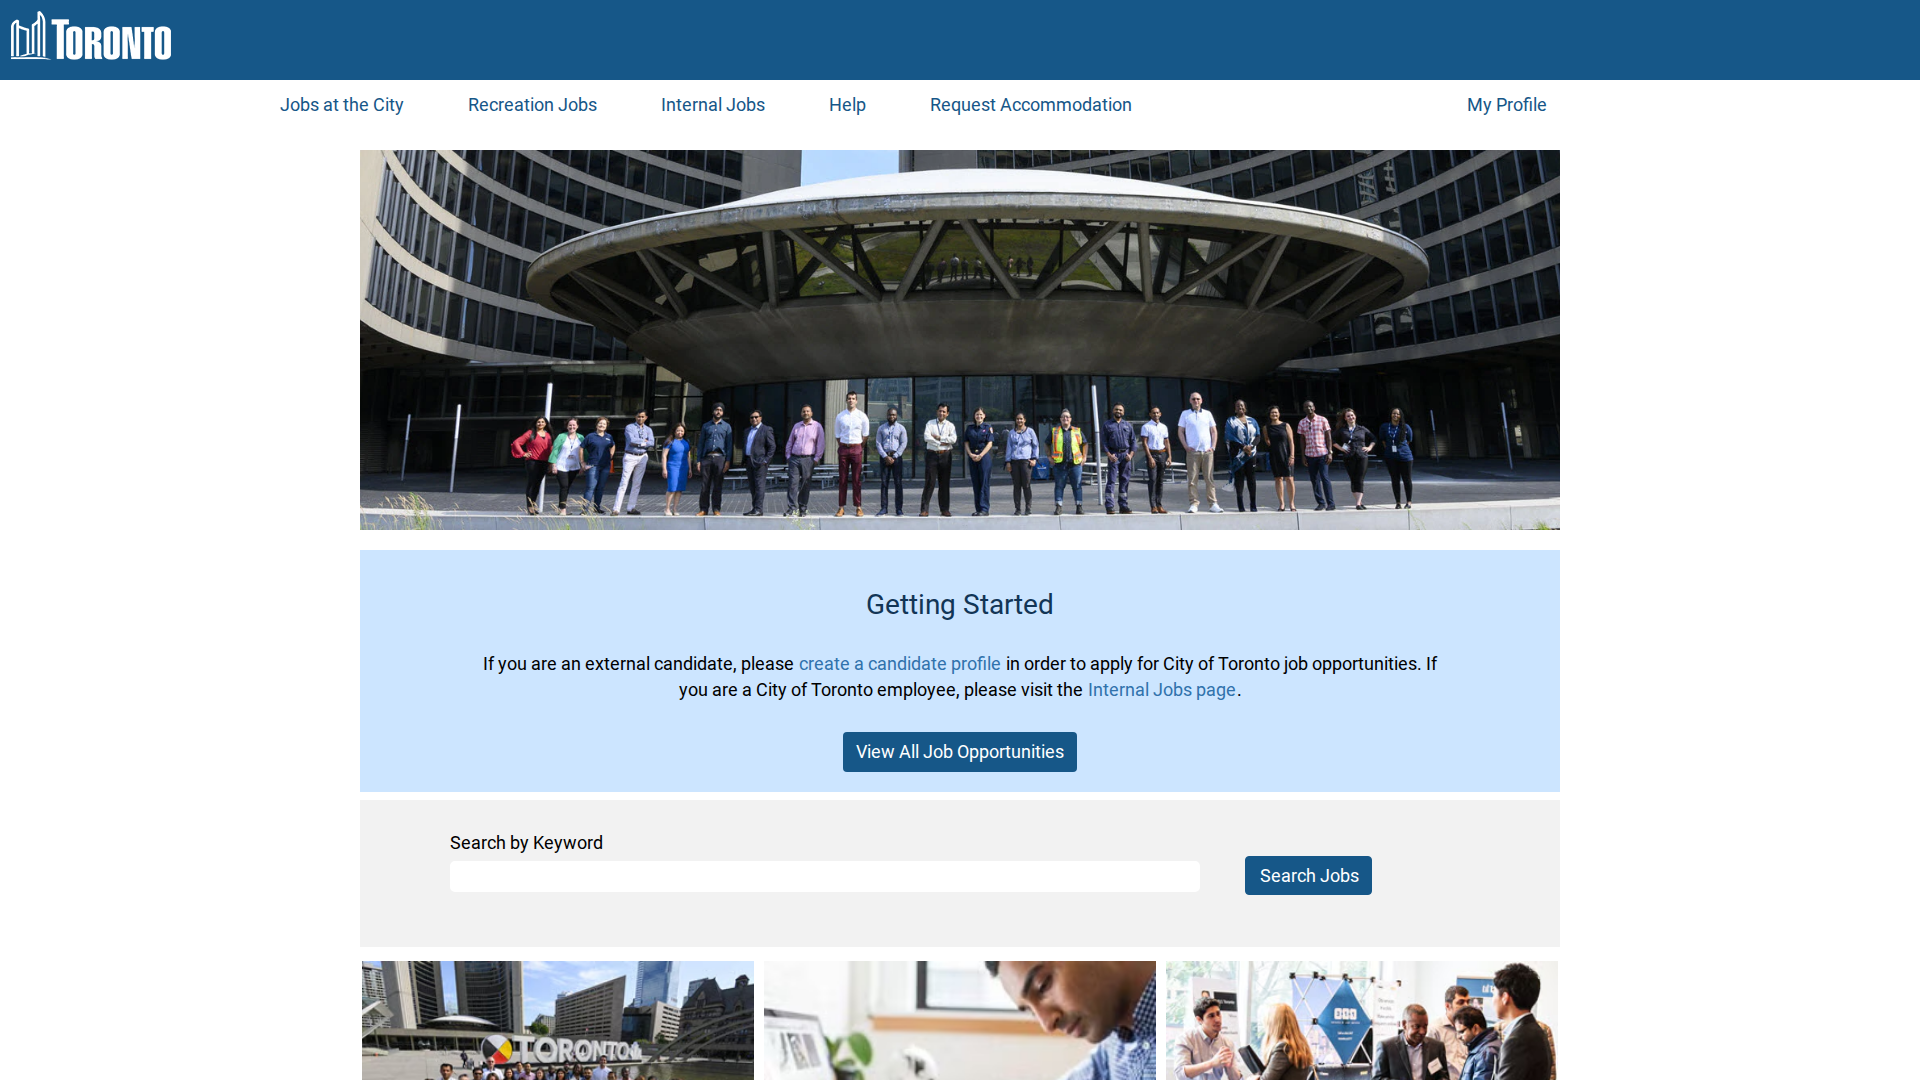 TORONTO
Jobs at the City
Recreation Jobs
Internal Jobs
Help
Request Accommodation
My Profile
Getting Started
If you are an external candidate, please create a candidate profile in order to apply for City of Toronto job opportunities. If
you are a City of Toronto employee, please visit the Internal Jobs page.
View All Job Opportunities
Search by Keyword
Search Jobs
TORONTO